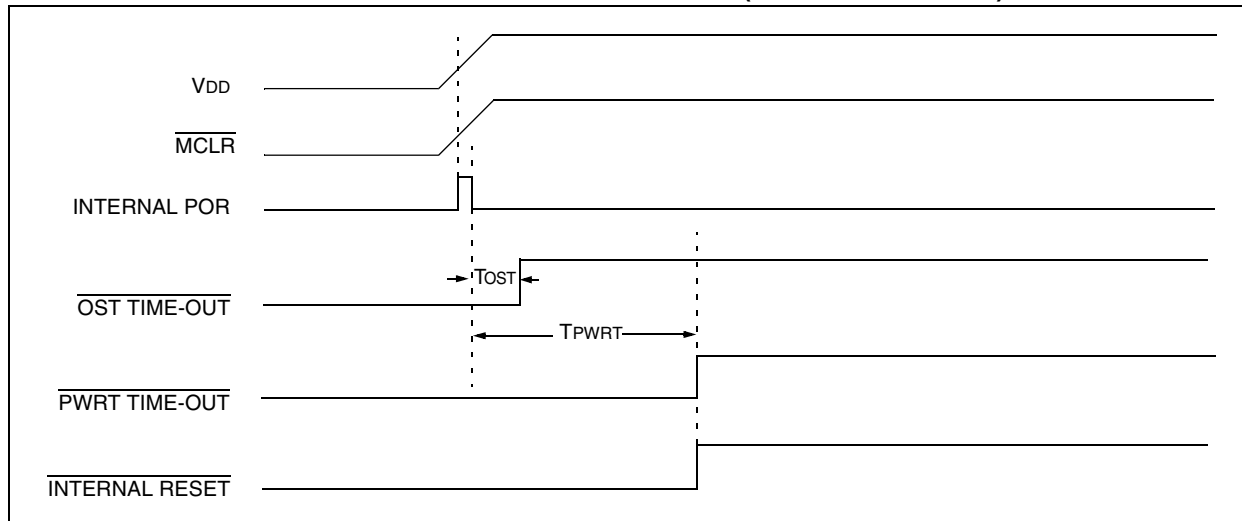 VDD
MCLR
INTERNAL POR
TOST
OST TIME-OUT
TPWRT
PWRT TIME-OUT
INTERNAL RESET